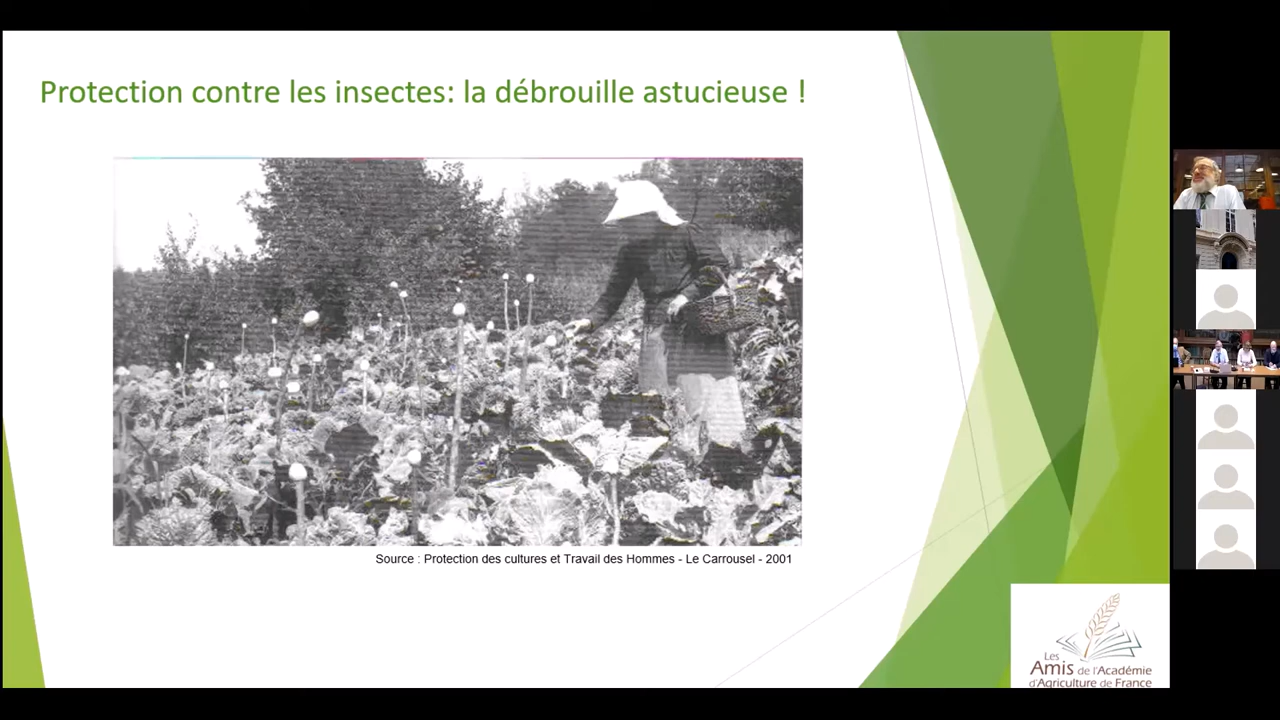 Protection contre les insectes: la débrouille astucieuse !
Source : Protection des cultures et Travail des Hommes - Le Carrousel - 2001
Les
Amis de l'Académie
d'Agriculture de France